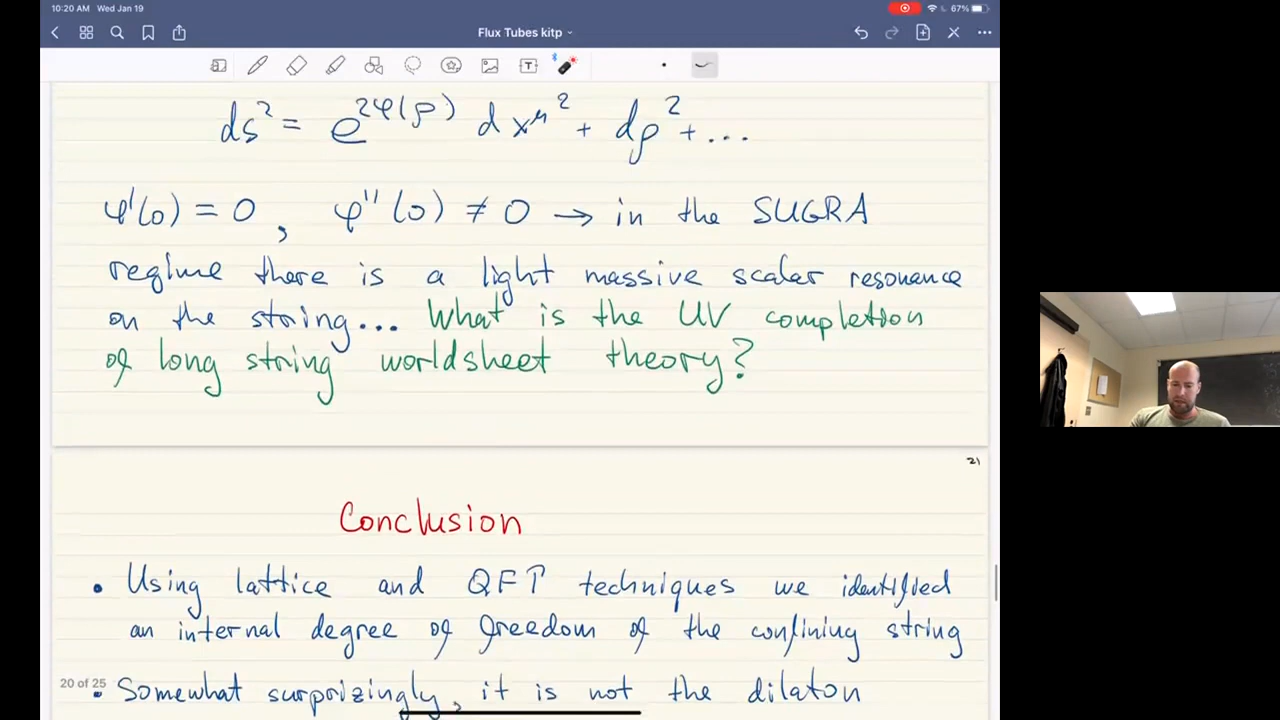 10:20 AM Wed Jan 19
67%
Flux Tubes kitp
ds² = e^{2φ(ρ)} dx^μ² + dρ² + ...
φ'(0) = 0, φ''(0) ≠ 0 → in the SUGRA
regime there is a light massive scalar resonance
on the string... What is the UV completion
of long string worldsheet theory?
21
Conclusion
• Using lattice and QFT techniques we identified
an internal degree of freedom of the confining string
20 of 25
• Somewhat surprizingly, it is not the dilaton